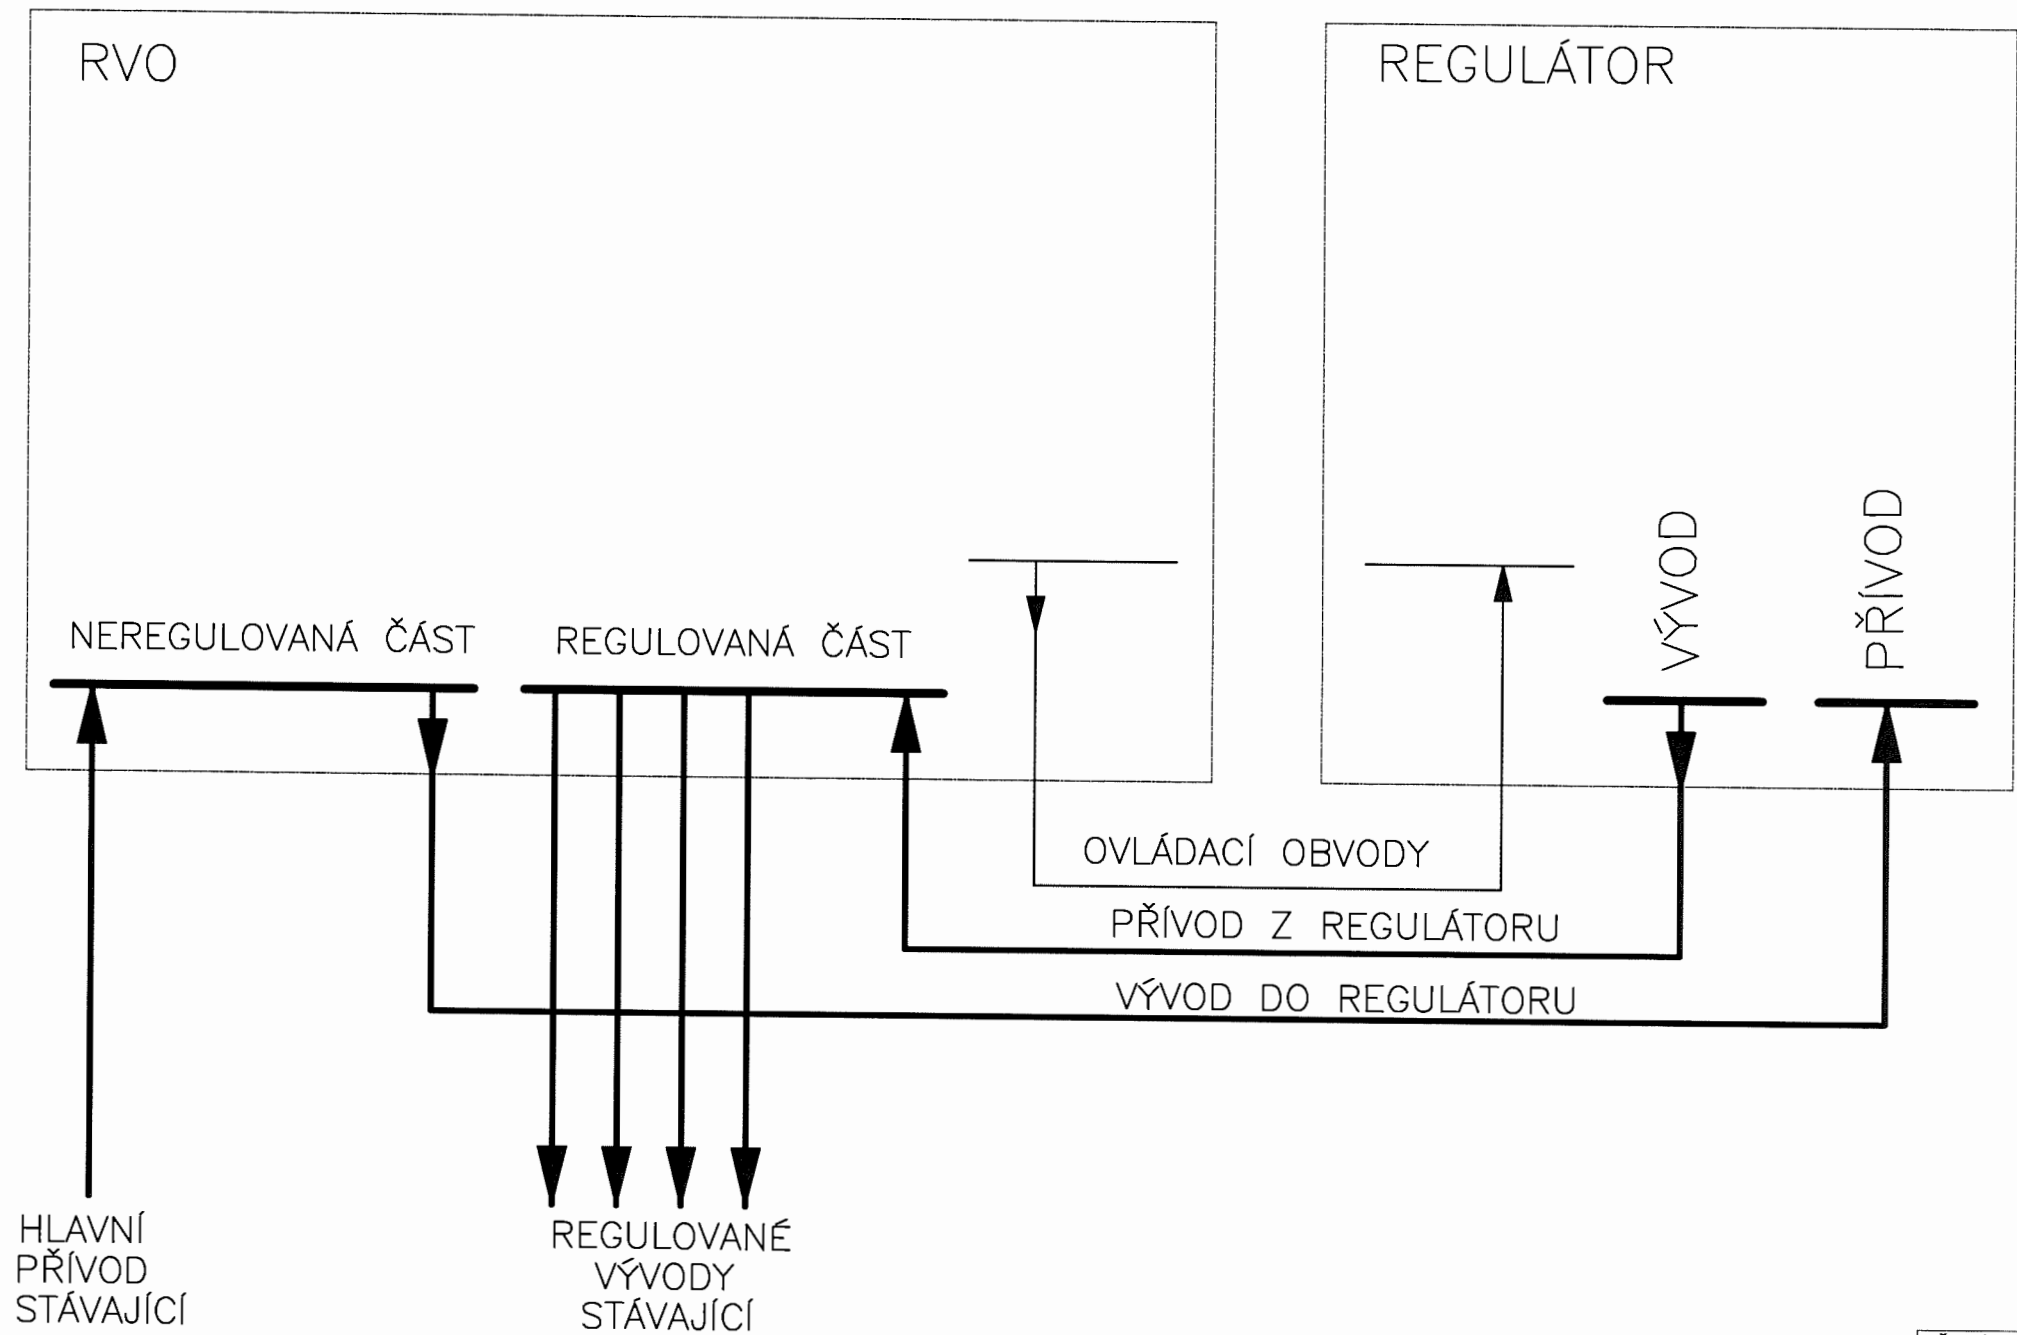 RVO
REGULÁTOR
VÝVOD
PŘÍVOD
NEREGULOVANÁ ČÁST
REGULOVANÁ ČÁST
OVLÁDACÍ OBVODY
PŘÍVOD Z REGULÁTORU
VÝVOD DO REGULÁTORU
HLAVNÍ
PŘÍVOD
STÁVAJÍCÍ
REGULOVANÉ
VÝVODY
STÁVAJÍCÍ